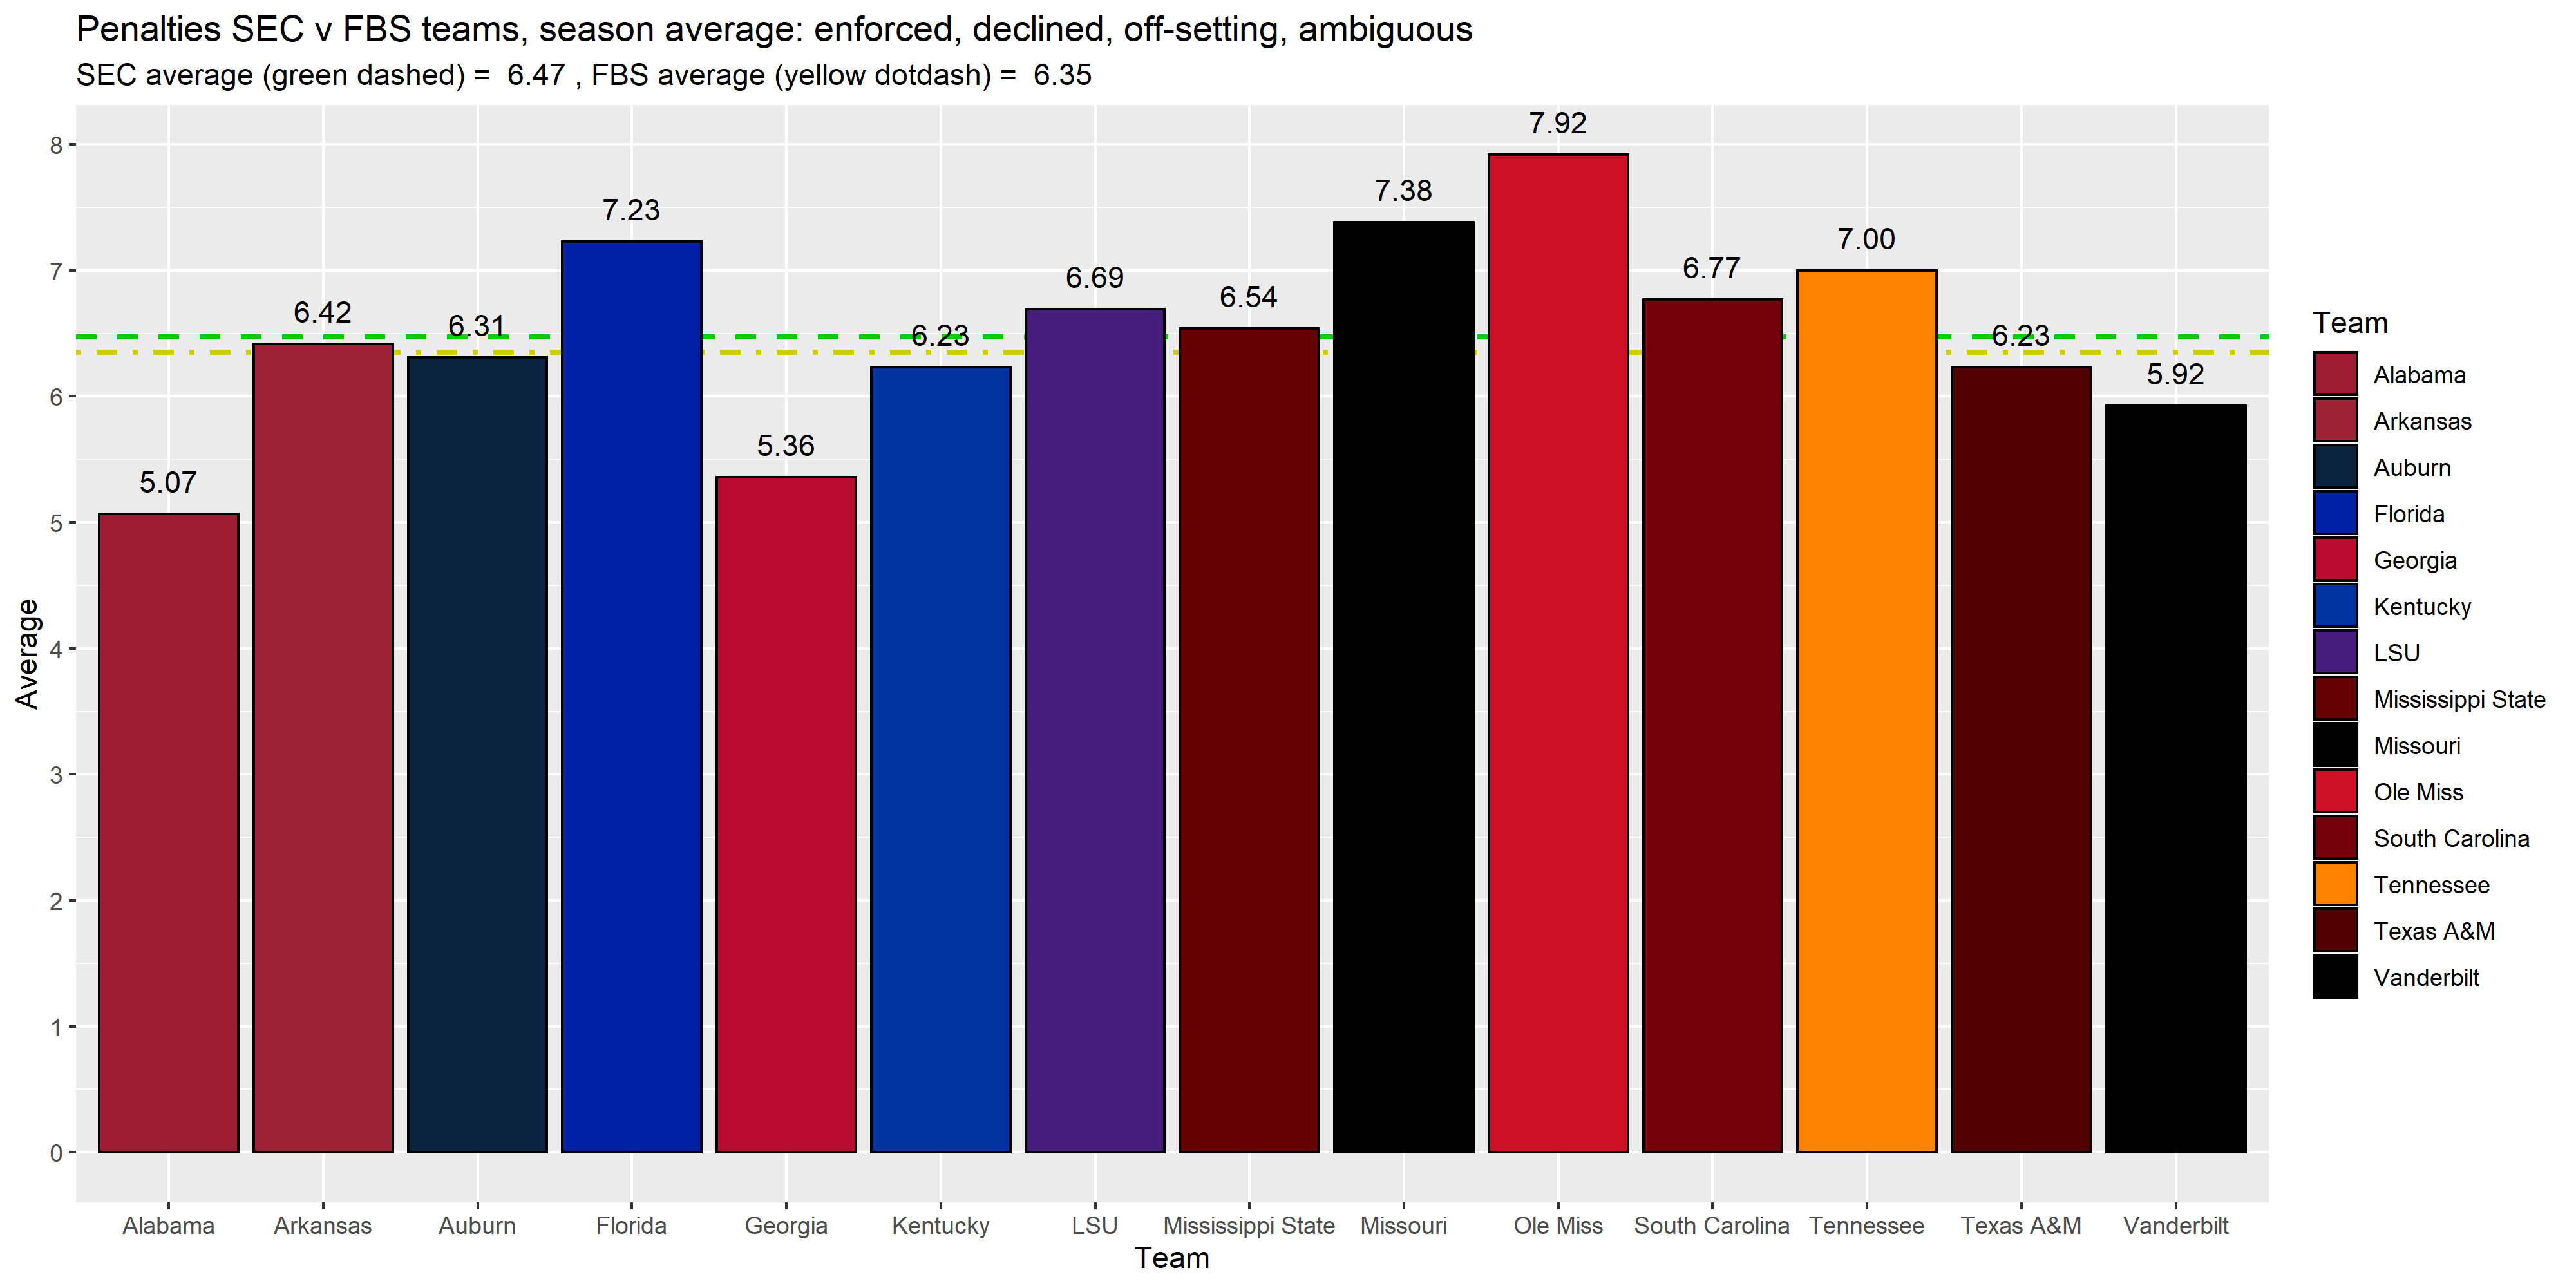 Penalties SEC v FBS teams, season average: enforced, declined, off-setting, ambiguous
SEC average (green dashed) =  6.47 , FBS average (yellow dotdash) =  6.35
Average
8
7
6
5
4
3
2
1
0
5.07
6.42
6.31
7.23
5.36
6.23
6.69
6.54
7.38
7.92
6.77
7.00
6.23
5.92
Alabama
Arkansas
Auburn
Florida
Georgia
Kentucky
LSU
Mississippi State
Missouri
Ole Miss
South Carolina
Tennessee
Texas A&M
Vanderbilt
Team
Team
Alabama
Arkansas
Auburn
Florida
Georgia
Kentucky
LSU
Mississippi State
Missouri
Ole Miss
South Carolina
Tennessee
Texas A&M
Vanderbilt